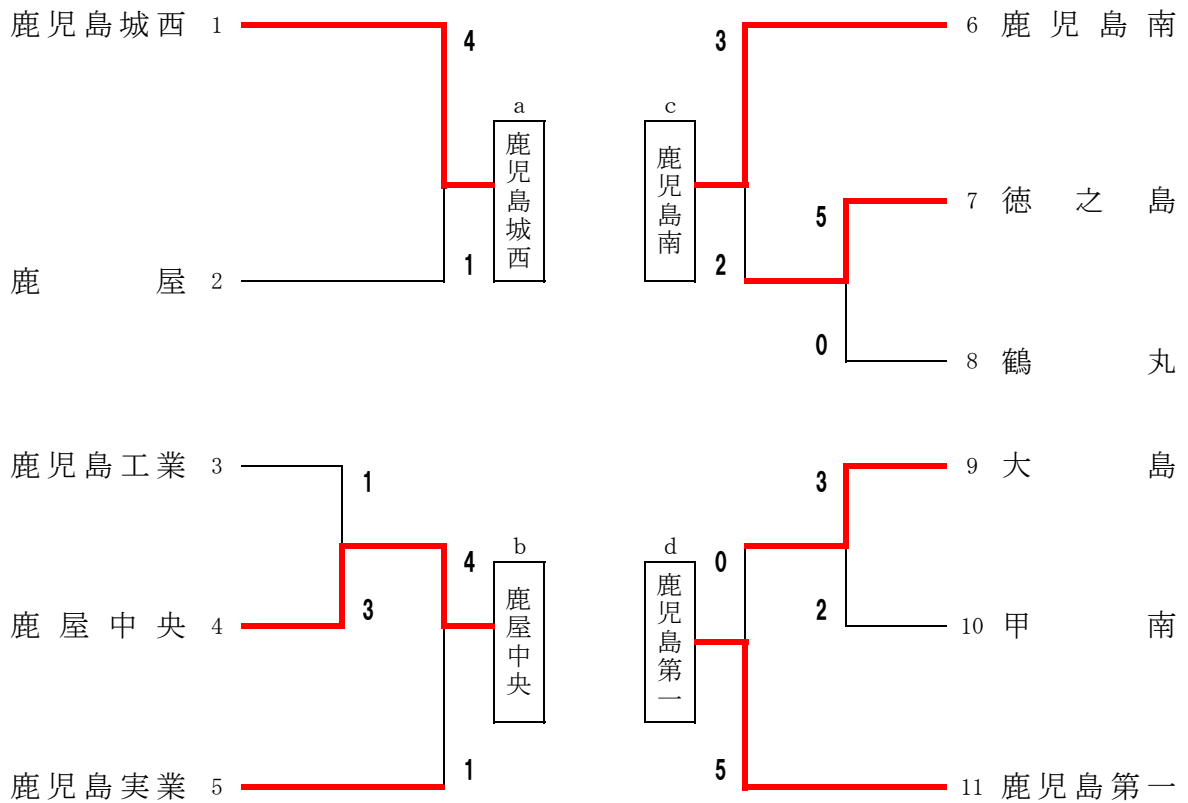 鹿児島城西 1
4
a
鹿児島城西
1
鹿屋 2
鹿児島工業 3
1
b
4
鹿屋中央
鹿屋中央 4
3
1
鹿児島実業 5
3
6 鹿児島南
c
鹿児島南
5
7 徳之島
2
0
8 鶴丸
3
9 大島
d
0
鹿児島第一
2
10 甲南
5
11 鹿児島第一